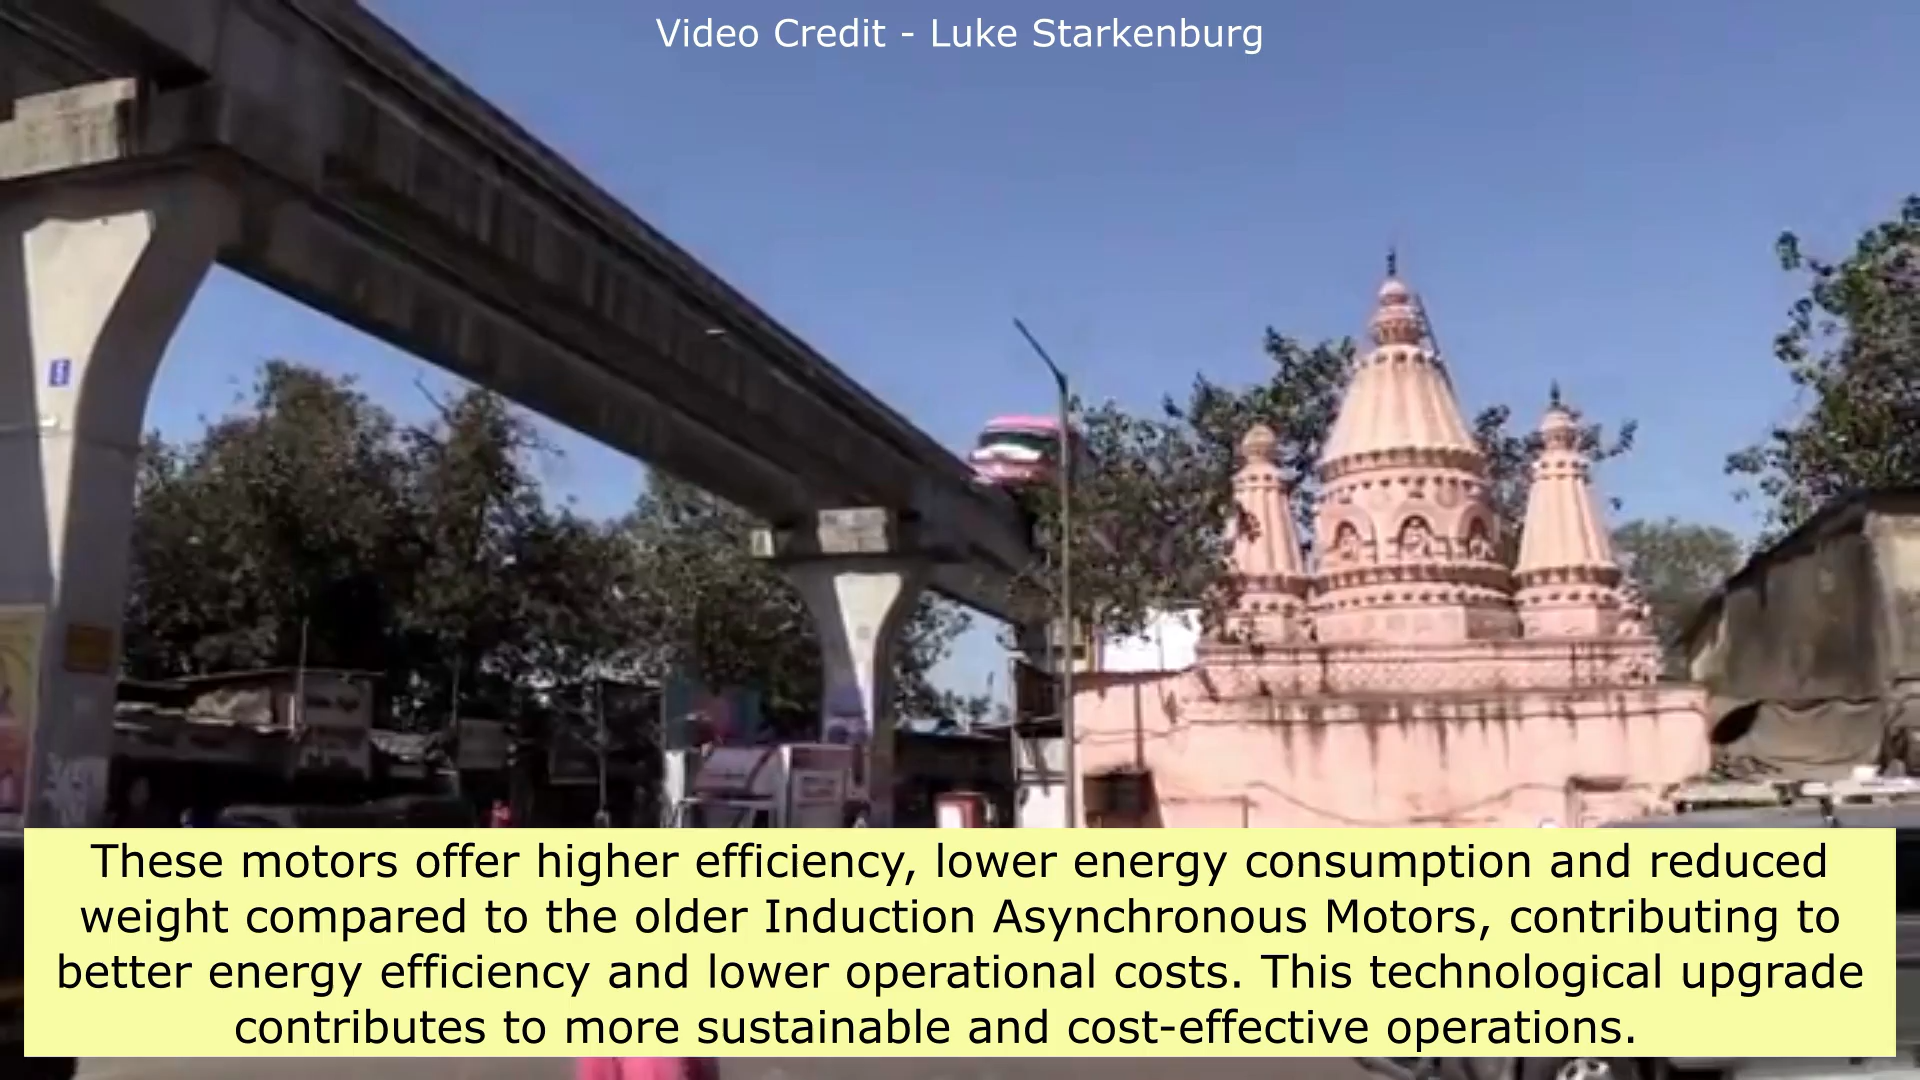 Video Credit - Luke Starkenburg
These motors offer higher efficiency, lower energy consumption and reduced
weight compared to the older Induction Asynchronous Motors, contributing to
better energy efficiency and lower operational costs. This technological upgrade
contributes to more sustainable and cost-effective operations.